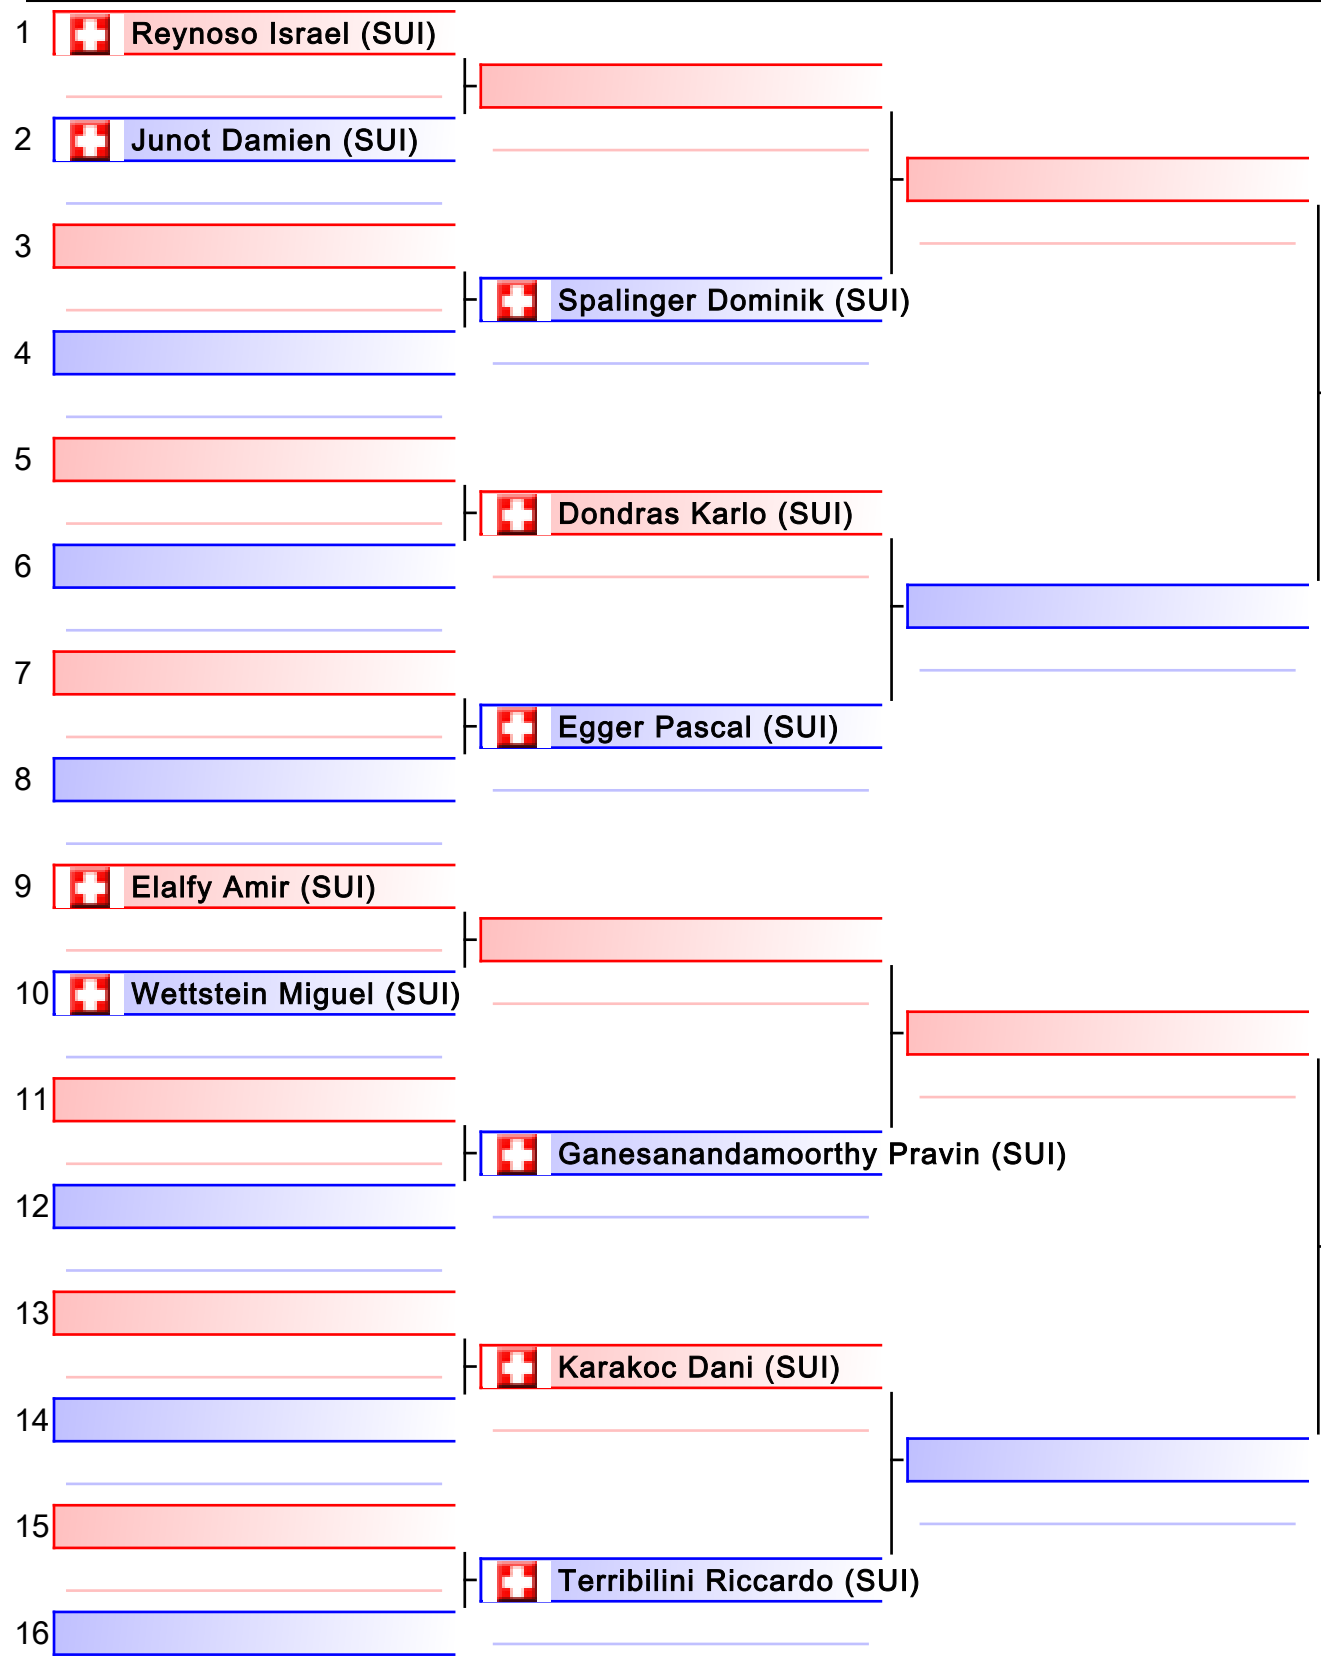 1 Reynoso Israel (SUI)
2 Junot Damien (SUI)
3
Spalinger Dominik (SUI)
4
5
Dondras Karlo (SUI)
6
7
Egger Pascal (SUI)
8
9 Elalfy Amir (SUI)
10 Wettstein Miguel (SUI)
11
Ganesanandamoorthy Pravin (SUI)
12
13
Karakoc Dani (SUI)
14
15
Terribilini Riccardo (SUI)
16